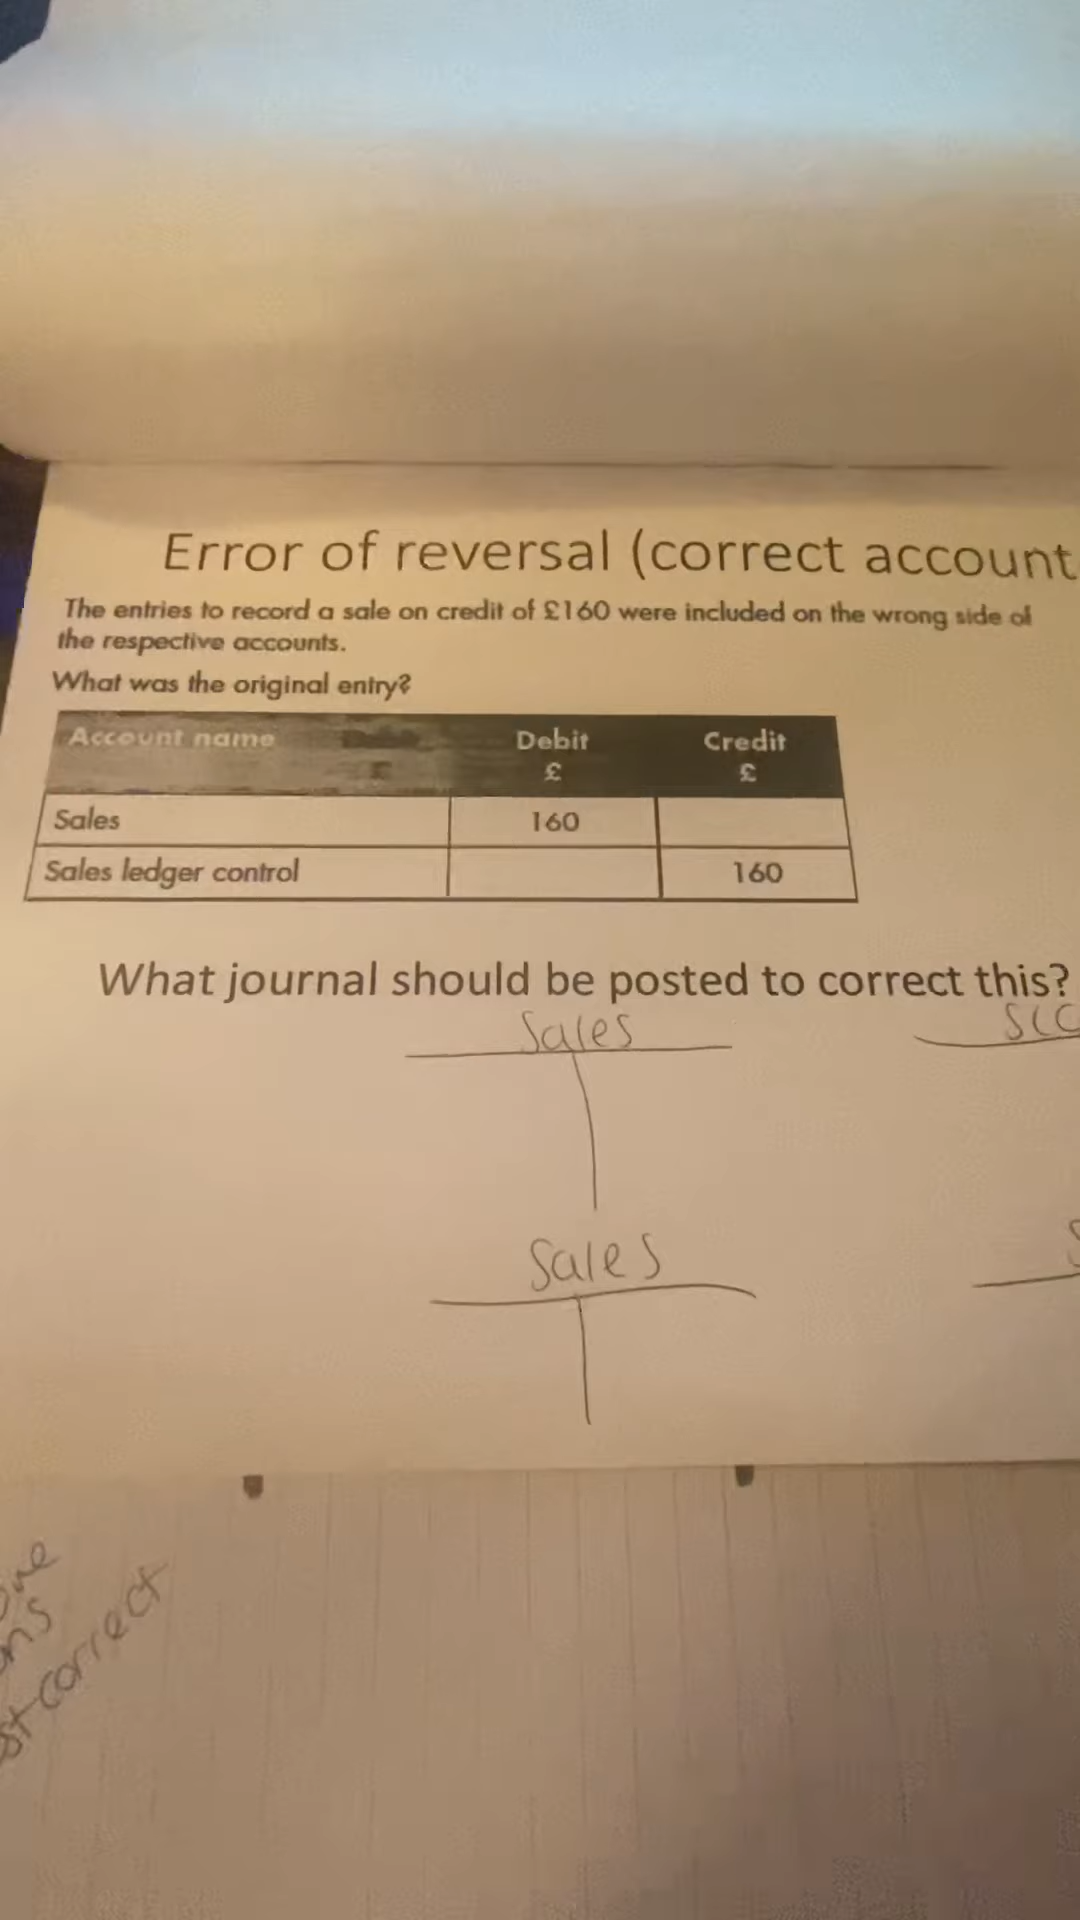 Error of reversal (correct account
The entries to record a sale on credit of £160 were included on the wrong side of
the respective accounts.
What was the original entry?
Account name Debit Credit
£ £
Sales 160
Sales ledger control 160
What journal should be posted to correct this?
Sales SLC
Sales
correct